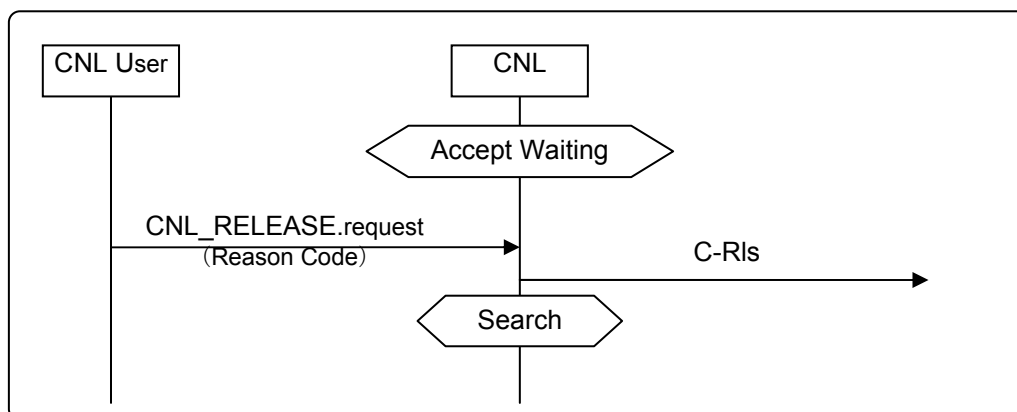 CNL User
CNL
Accept Waiting
CNL_RELEASE.request
（Reason Code）
C-Rls
Search